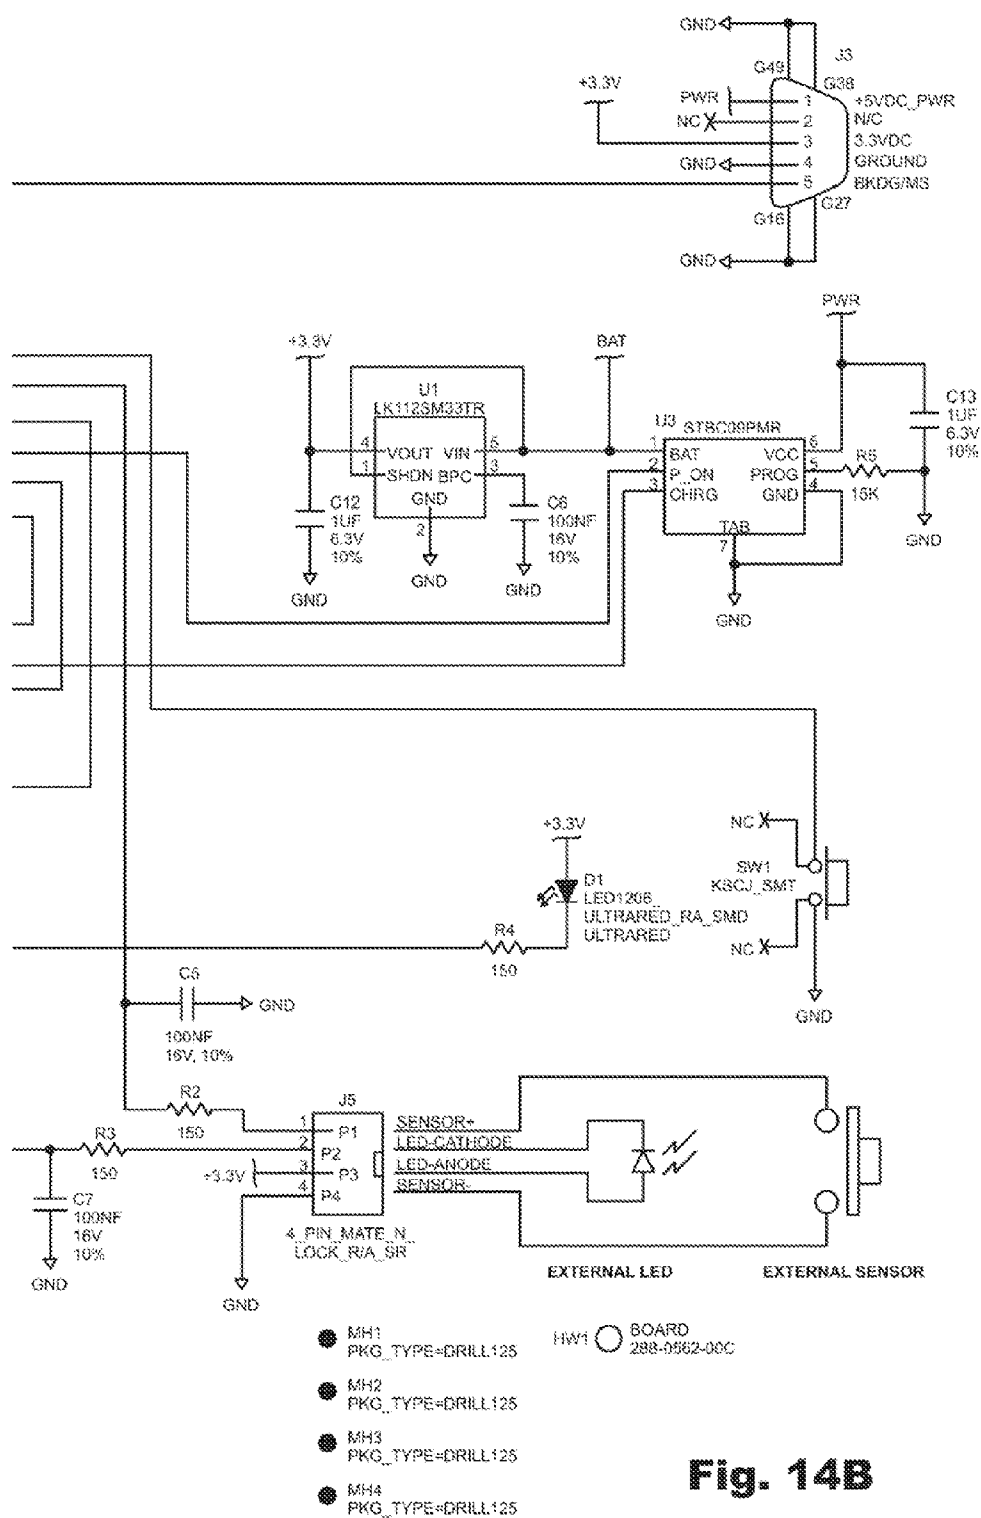 GND
J3
G49
G38
+3.3V
PWR
1
+5VDC_PWR
NC
2
N/C
3
3.3VDC
GND
4
GROUND
5
BKDG/MS
G16
G27
GND
PWR
+3.3V
BAT
U1
LK112SM33TR
4
VOUT VIN
5
1
SHDN BPC
3
GND
2
GND
C12
1UF
6.3V
10%
GND
C6
100NF
16V
10%
GND
U3
STBC09PMR
1
BAT
VCC
6
2
P_ON
PROG
5
3
CHRG
GND
4
TAB
7
GND
R5
15K
C13
1UF
6.3V
10%
GND
+3.3V
D1
LED1206_
ULTRARED_RA_SMD
ULTRARED
R4
150
NC
SW1
KSCJ_SMT
NC
GND
C5
GND
100NF
16V, 10%
R2
150
R3
150
C7
100NF
16V
10%
GND
J5
1
P1
2
P2
+3.3V
3
P3
4
P4
GND
4_PIN_MATE_N_
LOCK_R/A_SR
SENSOR+
LED-CATHODE
LED-ANODE
SENSOR-
EXTERNAL LED
EXTERNAL SENSOR
MH1
PKG_TYPE=DRILL125
HW1
BOARD
288-0562-00C
MH2
PKG_TYPE=DRILL125
MH3
PKG_TYPE=DRILL125
MH4
PKG_TYPE=DRILL125
Fig. 14B